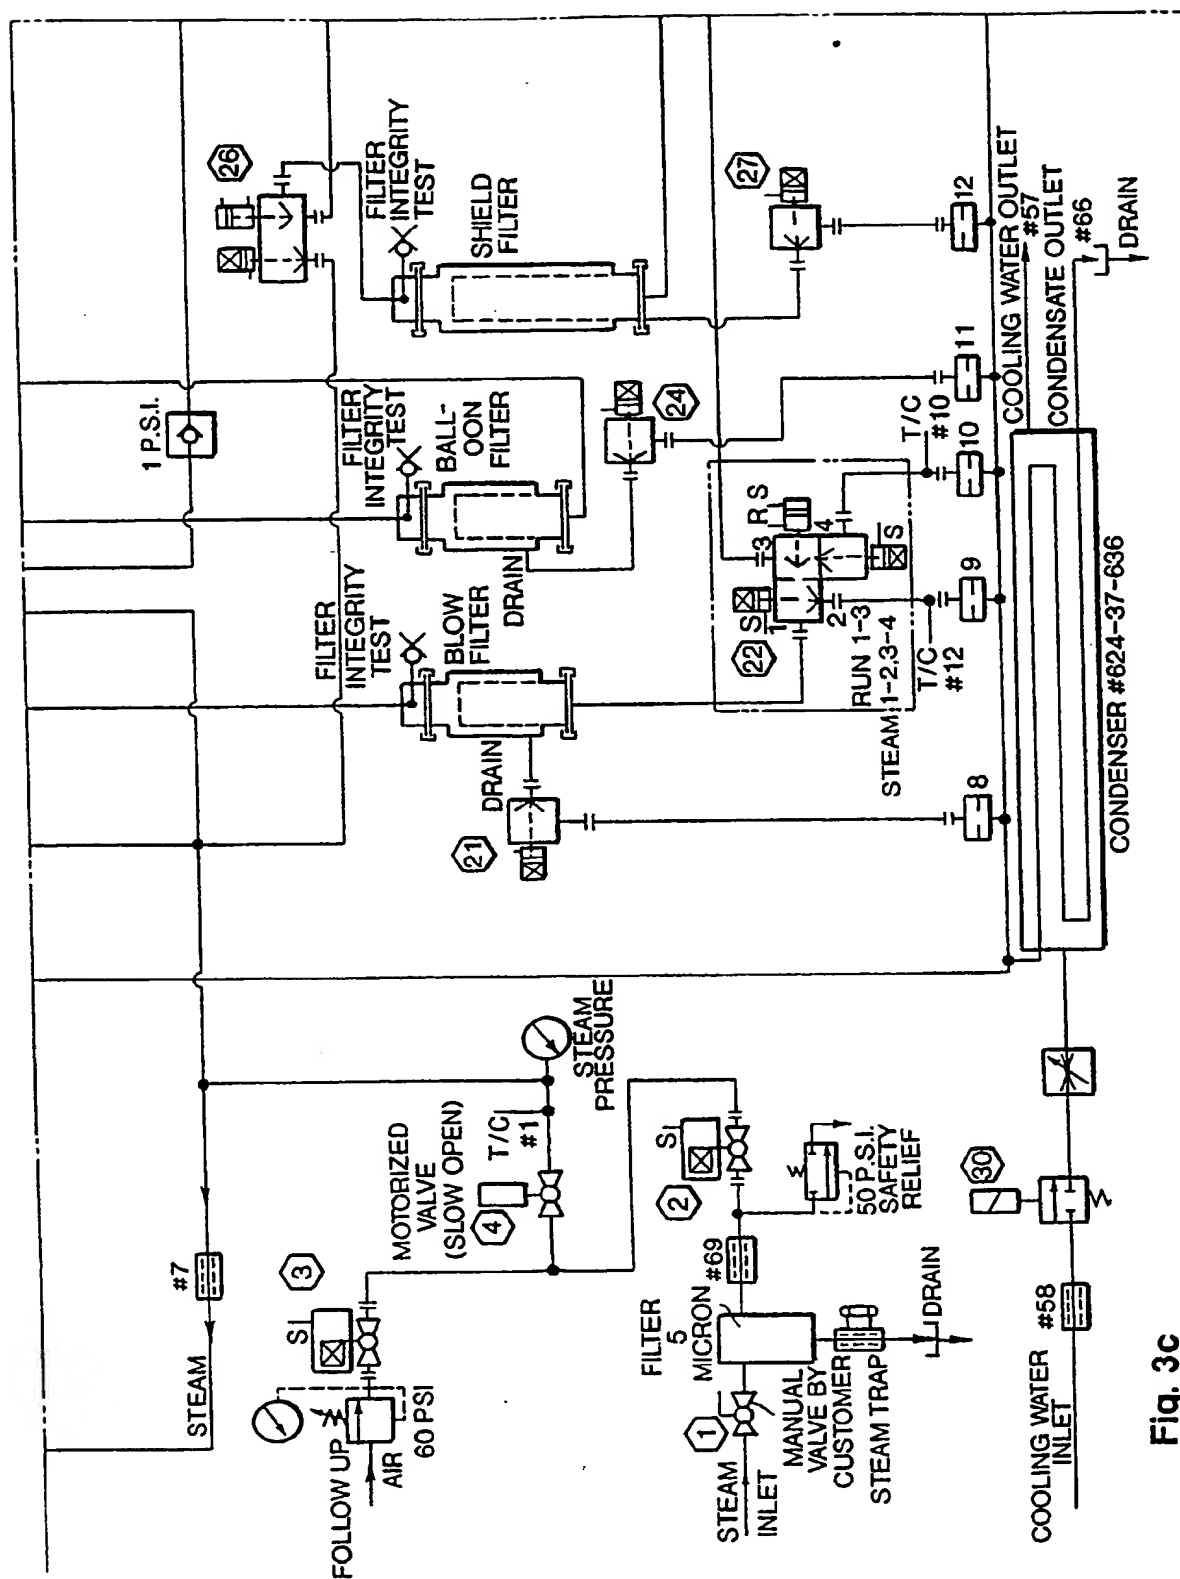 1 P.S.I.
26
FILTER
INTEGRITY
TEST
SHIELD
FILTER
FILTER
INTEGRITY
TEST
BALL-
OON
FILTER
DRAIN
24
27
FILTER
INTEGRITY
TEST
BLOW
FILTER
DRAIN
21
22
S
1
2
3
4
R S
S
RUN 1-3
STEAM 1-2,3-4
T/C
#12
T/C
#10
8
9
10
11
12
COOLING WATER OUTLET
#57
CONDENSATE OUTLET
#66
DRAIN
CONDENSER #624-37-636
#7
STEAM
3
S
FOLLOW UP
AIR
60 PSI
MOTORIZED
VALVE
(SLOW OPEN)
4
T/C
#1
STEAM
PRESSURE
S
2
50 P.S.I.
SAFETY
RELIEF
#69
FILTER
5
MICRON
1
STEAM
INLET
MANUAL
VALVE BY
CUSTOMER
STEAM TRAP
DRAIN
30
#58
COOLING WATER
INLET
Fig. 3c